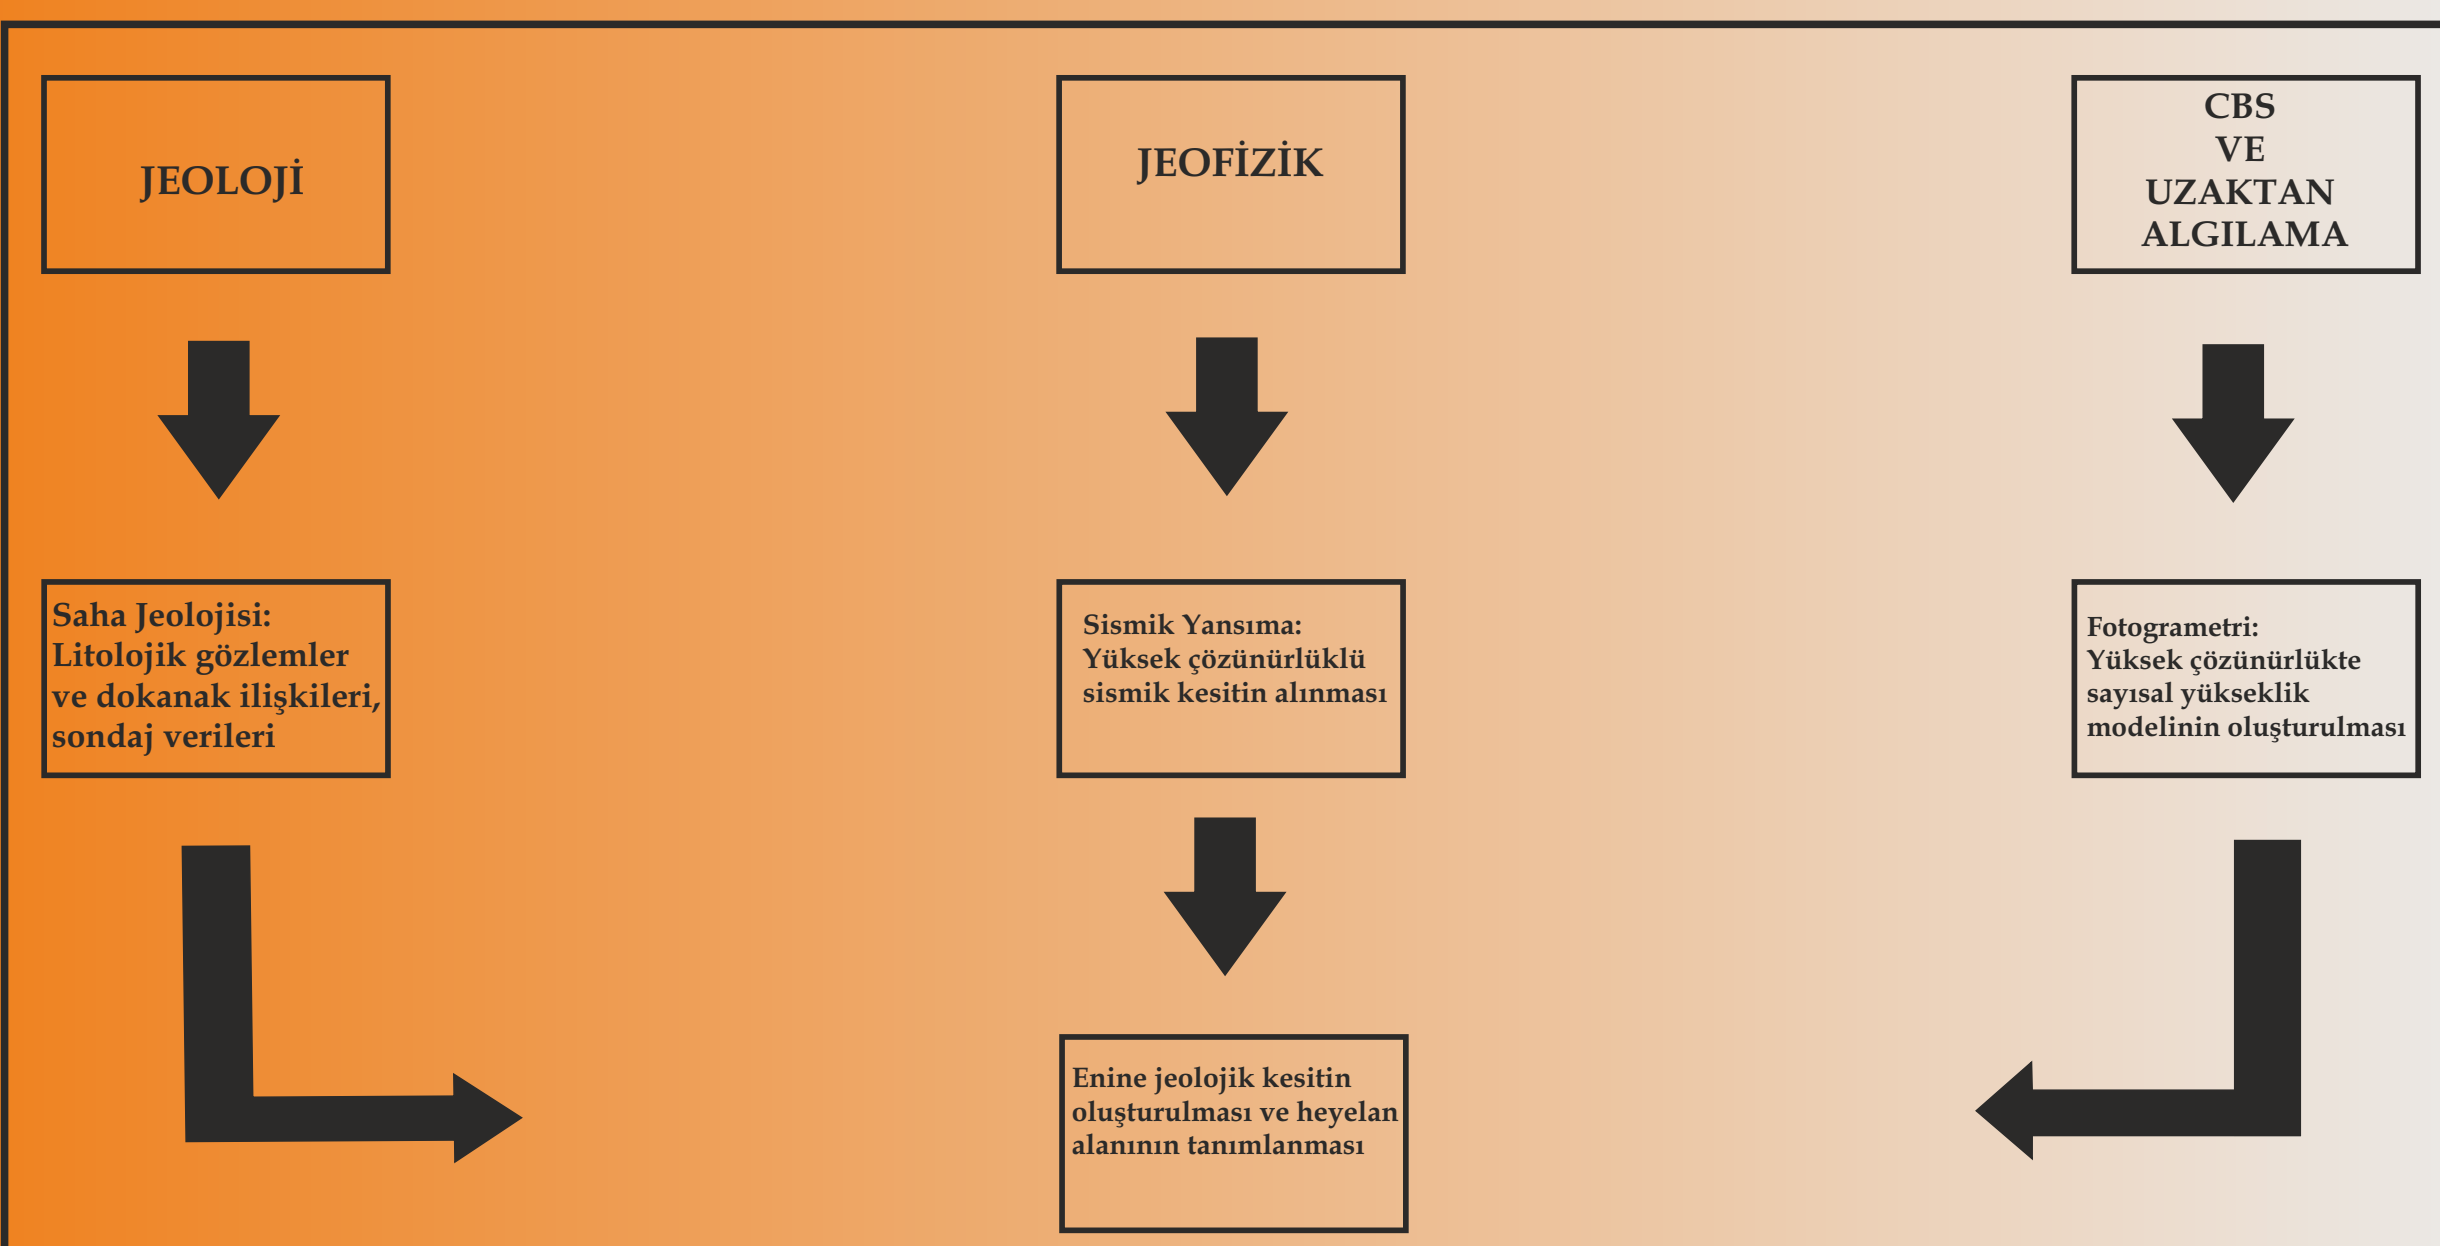 JEOLOJİ
JEOFİZİK
CBS
VE
UZAKTAN
ALGILAMA
Saha Jeolojisi:
Litolojik gözlemler
ve dokanak ilişkileri,
sondaj verileri
Sismik Yansıma:
Yüksek çözünürlüklü
sismik kesitin alınması
Fotogrametri:
Yüksek çözünürlükte
sayısal yükseklik
modelinin oluşturulması
Enine jeolojik kesitin
oluşturulması ve heyelan
alanının tanımlanması